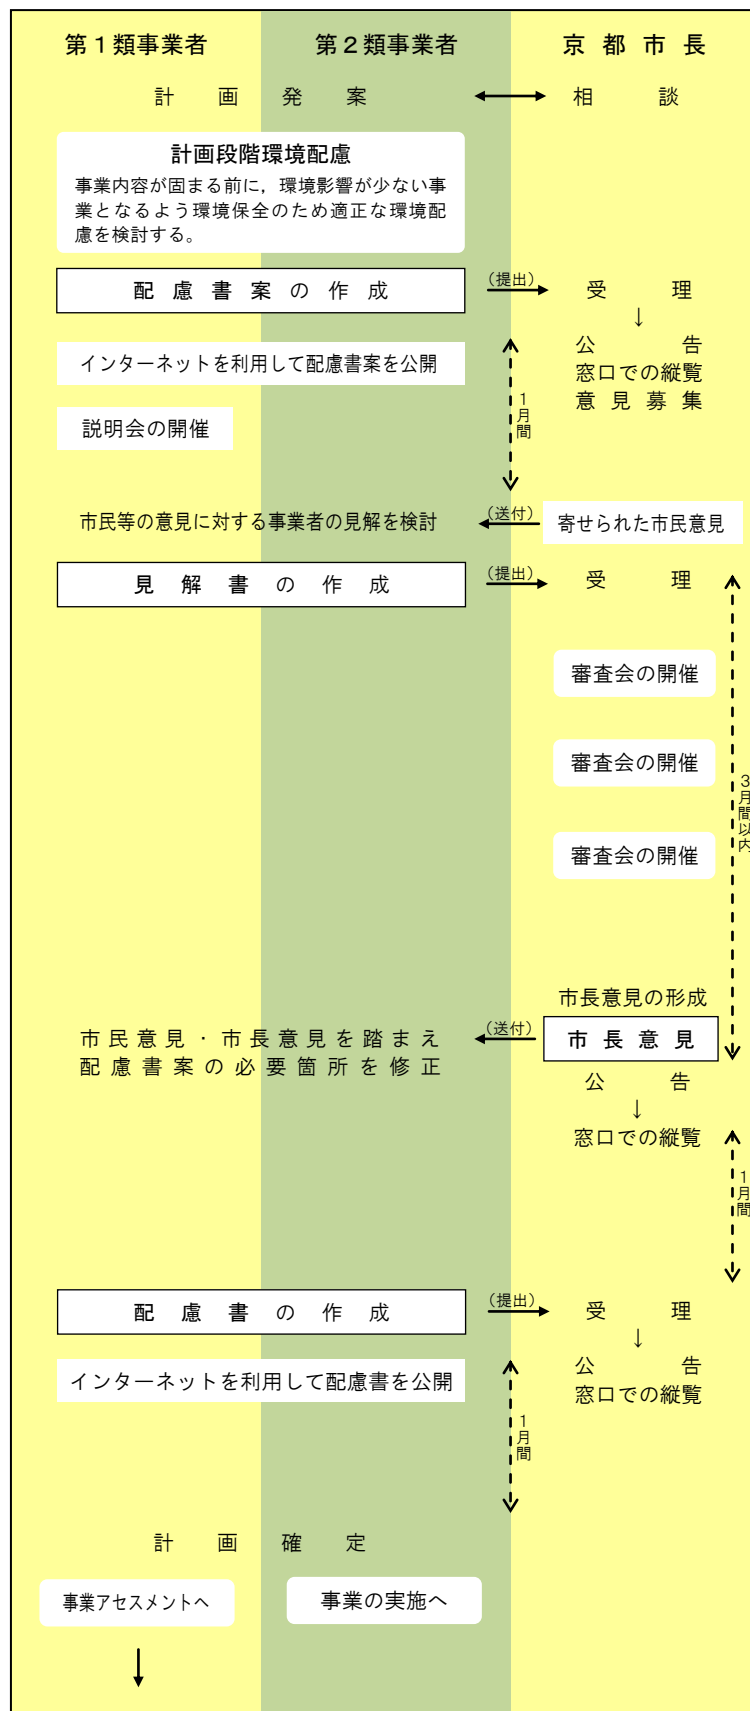 第１類事業者 第２類事業者 京都市長
計画発案 相談
計画段階環境配慮
事業内容が固まる前に，環境影響が少ない事
業となるよう環境保全のため適正な環境配
慮を検討する。
配慮書案の作成 （提出） 受理
↓
インターネットを利用して配慮書案を公開 公告
窓口での縦覧
意見募集
1月間
説明会の開催
市民等の意見に対する事業者の見解を検討 （送付） 寄せられた市民意見
見解書の作成 （提出） 受理
審査会の開催
審査会の開催
3月間以内
審査会の開催
市長意見の形成
市民意見・市長意見を踏まえ （送付） 市長意見
配慮書案の必要箇所を修正
公告
↓
窓口での縦覧
1月間
配慮書の作成 （提出） 受理
↓
インターネットを利用して配慮書を公開 公告
窓口での縦覧
1月間
計画確定
事業アセスメントへ 事業の実施へ